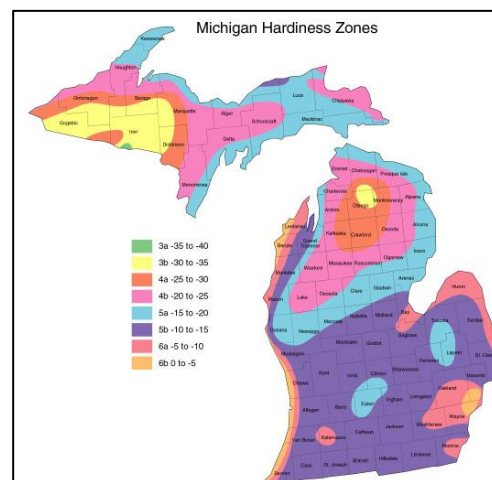 Michigan Hardiness Zones
Keweenaw
Houghton
Ontonagon
Baraga
Gogebic
Iron
Marquette
Dickinson
Menominee
Alger
Delta
Schoolcraft
Luce
Mackinac
Chippewa
Emmet
Cheboygan
Presque Isle
Charlevoix
Antrim
Otsego
Montmorency
Alpena
Leelanau
Benzie
Grand
Traverse
Kalkaska
Crawford
Oscoda
Alcona
Manistee
Wexford
Missaukee
Roscommon
Ogemaw
Iosco
Mason
Lake
Osceola
Clare
Gladwin
Arenac
Oceana
Newaygo
Mecosta
Isabella
Midland
Bay
Huron
Muskegon
Montcalm
Gratiot
Saginaw
Tuscola
Sanilac
Ottawa
Kent
Ionia
Clinton
Shiawassee
Genesee
Lapeer
St. Clair
Macomb
Allegan
Barry
Eaton
Ingham
Livingston
Oakland
Van Buren
Kalamazoo
Calhoun
Jackson
Washtenaw
Wayne
Berrien
Cass
St. Joseph
Branch
Hillsdale
Lenawee
Monroe
3a -35 to -40
3b -30 to -35
4a -25 to -30
4b -20 to -25
5a -15 to -20
5b -10 to -15
6a -5 to -10
6b 0 to -5